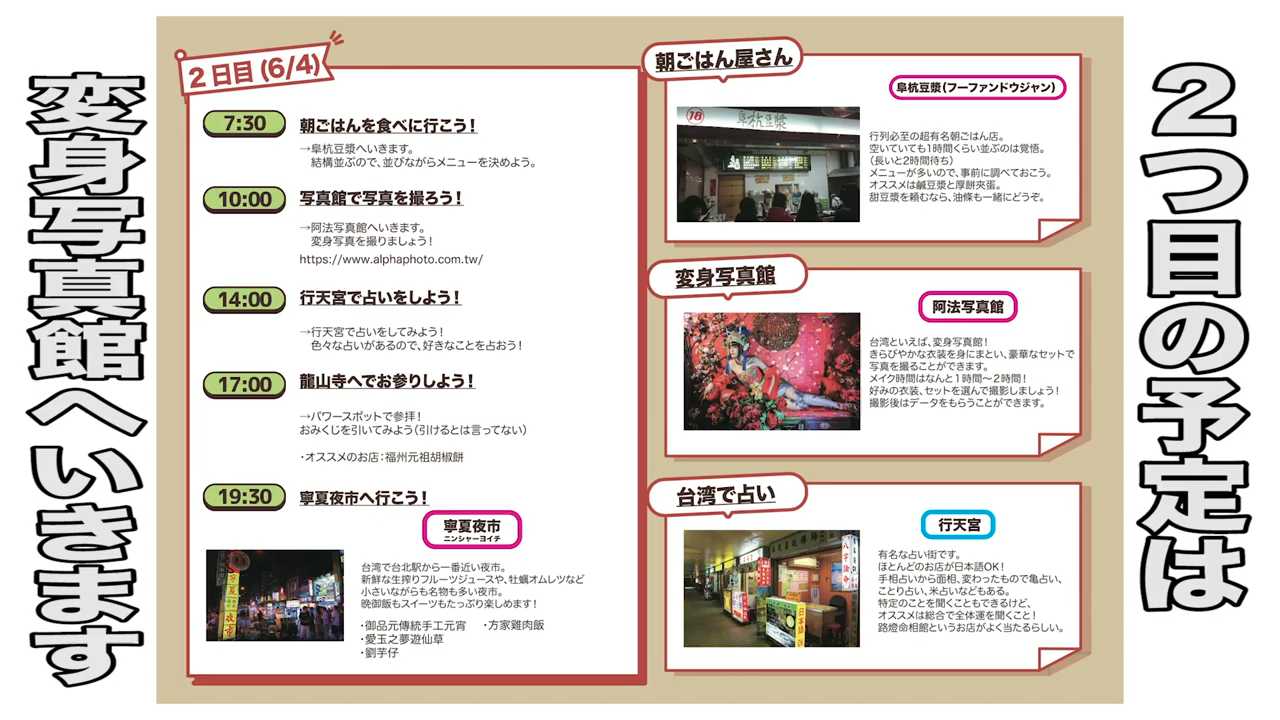 2つ目の予定は
変身写真館へいきます
2日目(6/4)
7:30
朝ごはんを食べに行こう!
→阜杭豆漿へいきます。
結構並ぶので、並びながらメニューを決めよう。
10:00
写真館で写真を撮ろう!
→阿法写真館へいきます。
変身写真を撮りましょう!
https://www.alphaphoto.com.tw/
14:00
行天宮で占いをしよう!
→行天宮で占いをしてみよう!
色々な占いがあるので、好きなことを占おう!
17:00
龍山寺へでお参りしよう!
→パワースポットで参拝!
おみくじを引いてみよう(引けるとは言ってない)
・オススメのお店:福州元祖胡椒餅
19:30
寧夏夜市へ行こう!
寧夏夜市
ニンシャーヨイチ
寧夏夜市
台湾で台北駅から一番近い夜市。
新鮮な生搾りフルーツジュースや、牡蠣オムレツなど
小さいながらも名物も多い夜市。
晩御飯もスイーツもたっぷり楽しめます!
・御品元傳統手工元宵 ・方家雞肉飯
・愛玉之夢遊仙草
・劉芋仔
朝ごはん屋さん
阜杭豆漿(フーファンドウジャン)
18
阜杭豆漿
行列必至の超有名朝ごはん店。
空いていても1時間くらい並ぶのは覚悟。
(長いと2時間待ち)
メニューが多いので、事前に調べておこう。
オススメは鹹豆漿と厚餅夾蛋。
甜豆漿を頼むなら、油條も一緒にどうぞ。
変身写真館
阿法写真館
台湾といえば、変身写真館!
きらびやかな衣装を身にまとい、豪華なセットで
写真を撮ることができます。
メイク時間はなんと1時間〜2時間!
好みの衣装、セットを選んで撮影しましょう!
撮影後はデータをもらうことができます。
台湾で占い
行天宮
八字論命
日本語
有名な占い街です。
ほとんどのお店が日本語OK!
手相占いから面相、変わったもので亀占い、
ことり占い、米占いなどもある。
特定のことを聞くこともできるけど、
オススメは総合で全体運を聞くこと!
路燈命相館というお店がよく当たるらしい。